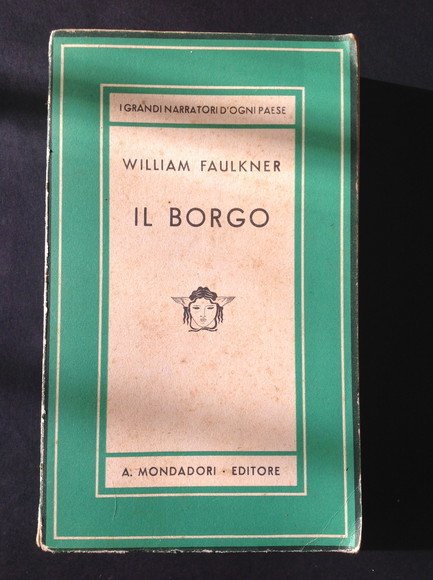 I GRANDI NARRATORI D'OGNI PAESE
WILLIAM FAULKNER
IL BORGO
A. MONDADORI · EDITORE